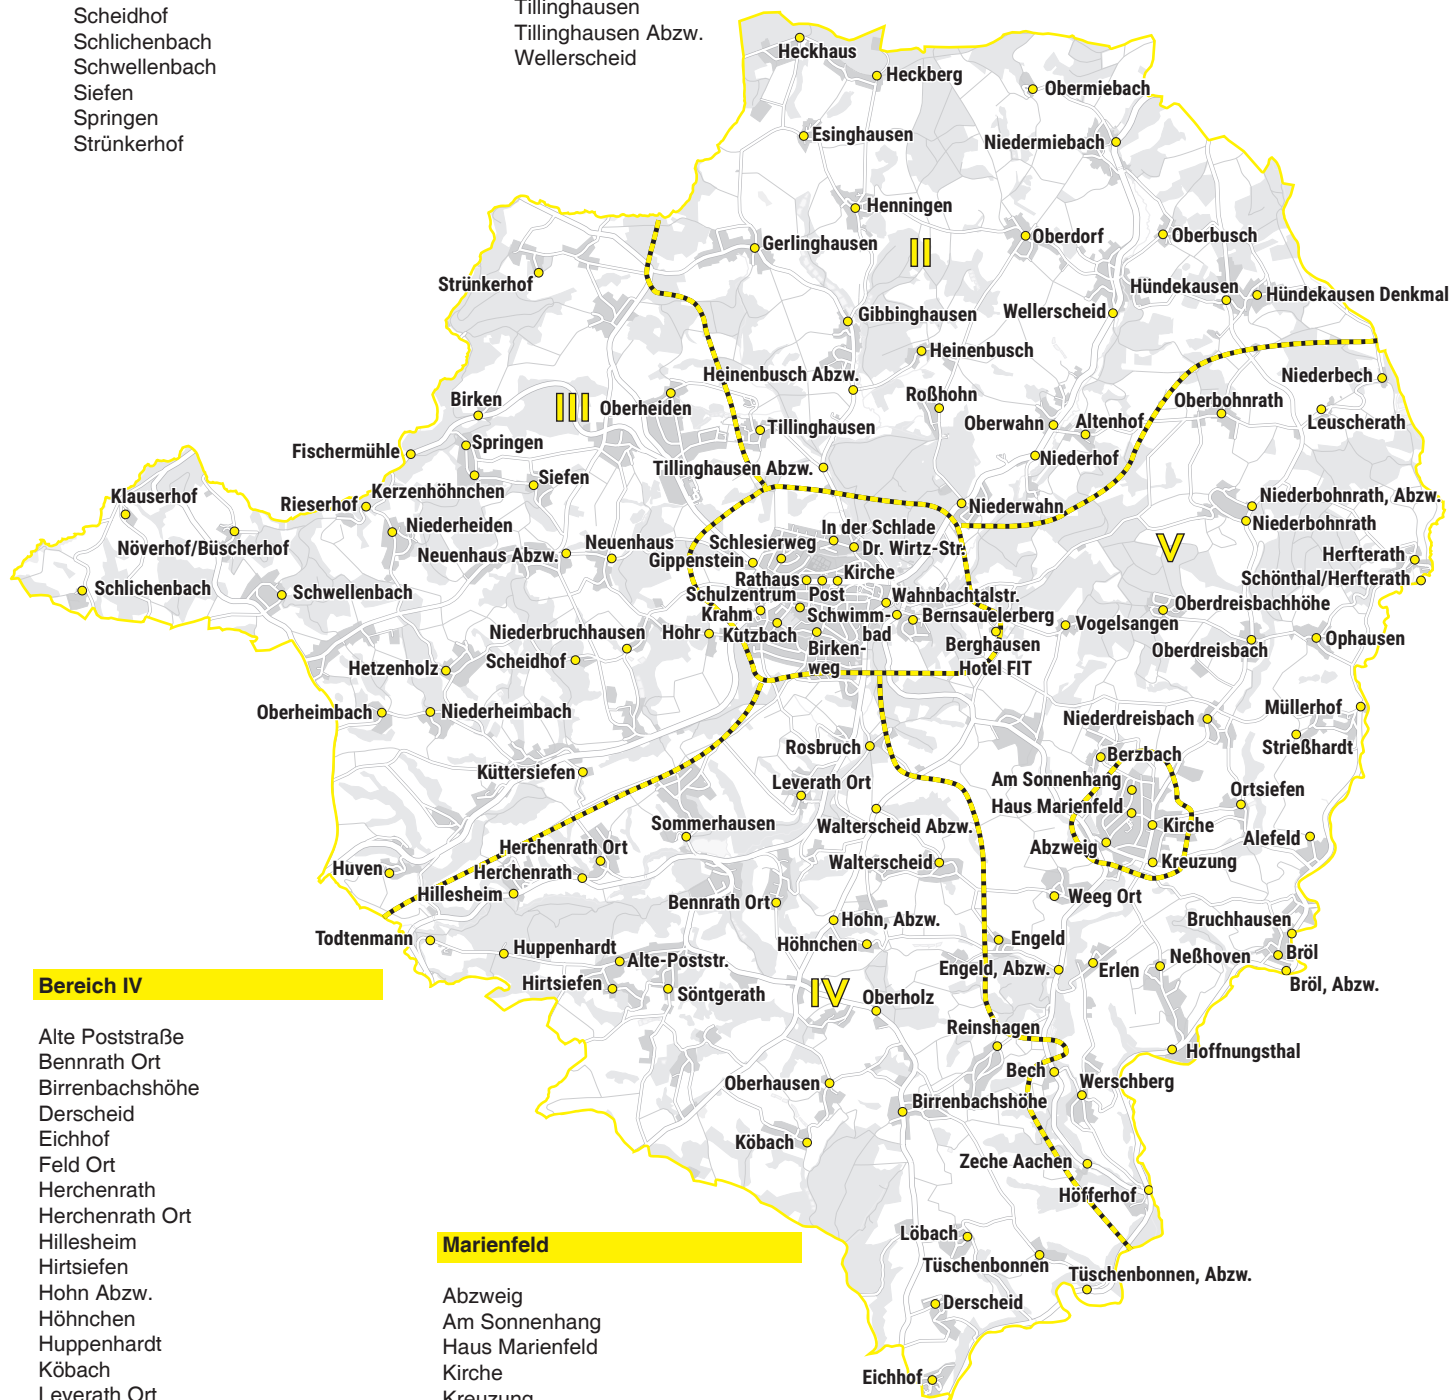 Scheidhof
Schlichenbach
Schwellenbach
Siefen
Springen
Strünkerhof
Tillinghausen
Tillinghausen Abzw.
Wellerscheid
Heckhaus
Heckberg
Obermiebach
Esinghausen
Niedermiebach
Henningen
Gerlinghausen
II
Oberdorf
Oberbusch
Strünkerhof
Hündekausen
Hündekausen Denkmal
Gibbinghausen
Wellerscheid
Heinenbusch
Heinenbusch Abzw.
Niederbech
Birken
III
Oberheiden
Roßhohn
Oberbohnrath
Leuscherath
Oberwahn
Altenhof
Tillinghausen
Springen
Fischermühle
Niederhof
Tillinghausen Abzw.
Siefen
Kerzenhöhnchen
Klauserhof
Rieserhof
Niederwahn
Niederbohnrath, Abzw.
Niederbohnrath
Niederheiden
In der Schlade
Növerhof/Büscherhof
Neuenhaus Abzw.
Neuenhaus
Schlesierweg
Dr. Wirtz-Str.
V
Herfterath
Gippenstein
Schönthal/Herfterath
Rathaus
Kirche
Schlichenbach
Schwellenbach
Schulzentrum
Post
Wahnbachtalstr.
Oberdreisbachhöhe
Krahm
Schwimm-
bad
Bernsauelerberg
Vogelsangen
Niederbruchhausen
Hohr
Kutzbach
Berghausen
Ophausen
Oberdreisbach
Birken-
weg
Scheidhof
Hetzenholz
Hotel FIT
Oberheimbach
Niederheimbach
Müllerhof
Niederdreisbach
Rosbruch
Strießhardt
Berzbach
Küttersiefen
Leverath Ort
Am Sonnenhang
Ortsiefen
Haus Marienfeld
Sommerhausen
Walterscheid Abzw.
Kirche
Alefeld
Herchenrath Ort
Abzweig
Walterscheid
Kreuzung
Huven
Herchenrath
Hillesheim
Bennrath Ort
Weeg Ort
Hohn, Abzw.
Bruchhausen
Todtenmann
Höhnchen
Engeld
Huppenhardt
Alte-Poststr.
Neßhoven
Bröl
Engeld, Abzw.
Erlen
Bröl, Abzw.
Hirtsiefen
Söntgerath
IV
Oberholz
Reinshagen
Hoffnungsthal
Bech
Oberhausen
Werschberg
Birrenbachshöhe
Köbach
Zeche Aachen
Höfferhof
Löbach
Tüschenbonnen
Tüschenbonnen, Abzw.
Derscheid
Eichhof
Bereich IV
Alte Poststraße
Bennrath Ort
Birrenbachshöhe
Derscheid
Eichhof
Feld Ort
Herchenrath
Herchenrath Ort
Hillesheim
Hirtsiefen
Hohn Abzw.
Höhnchen
Huppenhardt
Köbach
Leverath Ort
Marienfeld
Abzweig
Am Sonnenhang
Haus Marienfeld
Kirche
Kreuzung